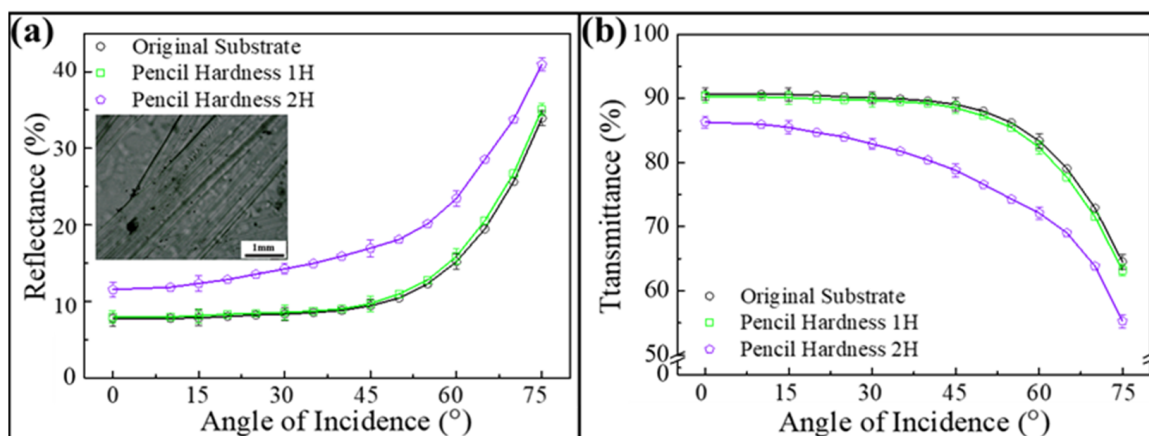 (a)
Original Substrate
Pencil Hardness 1H
Pencil Hardness 2H
1mm
Reflectance (%)
0
10
20
30
40
0 15 30 45 60 75
Angle of Incidence (°)
(b)
Original Substrate
Pencil Hardness 1H
Pencil Hardness 2H
Ttansmittance (%)
100
90
80
70
60
50
0
0 15 30 45 60 75
Angle of Incidence (°)